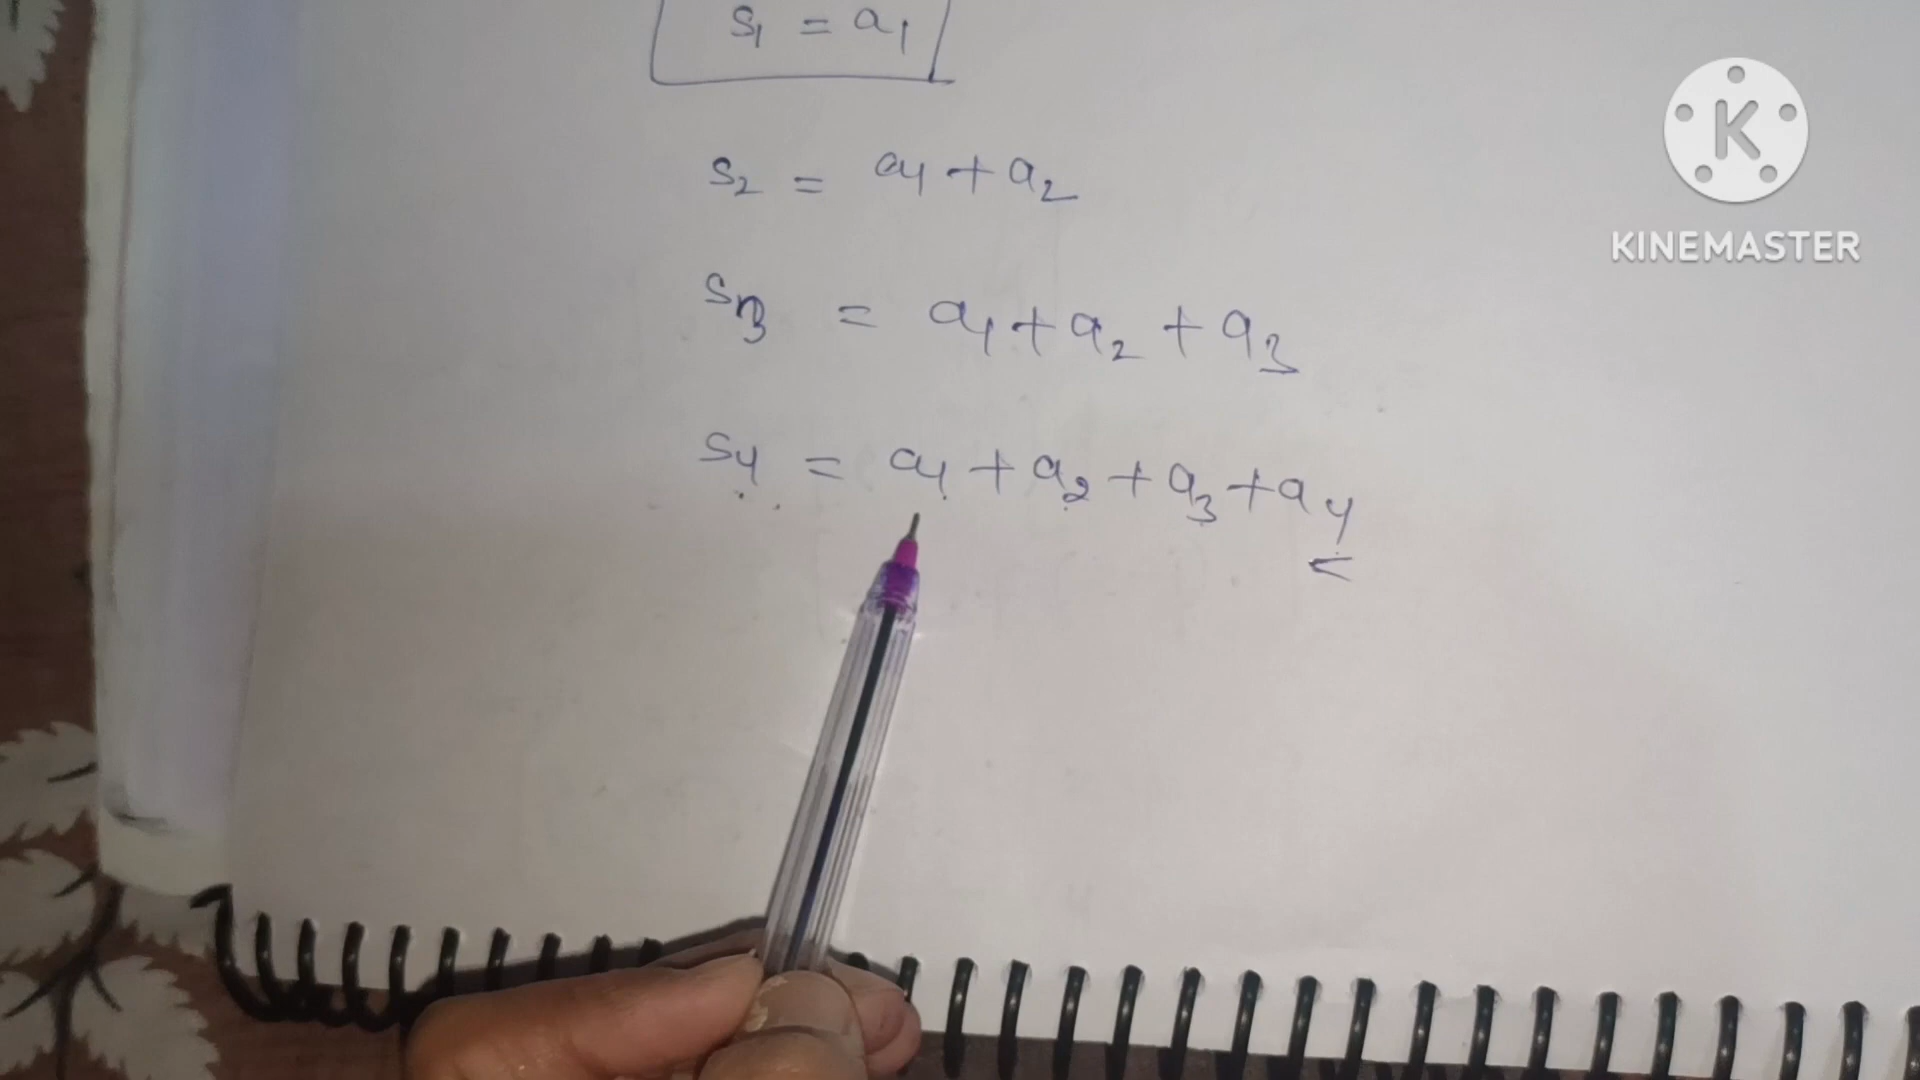 S₁ = a₁
S₂ = a₁ + a₂
S₃ = a₁ + a₂ + a₃
S₄ = a₁ + a₂ + a₃ + a₄
K
KINEMASTER